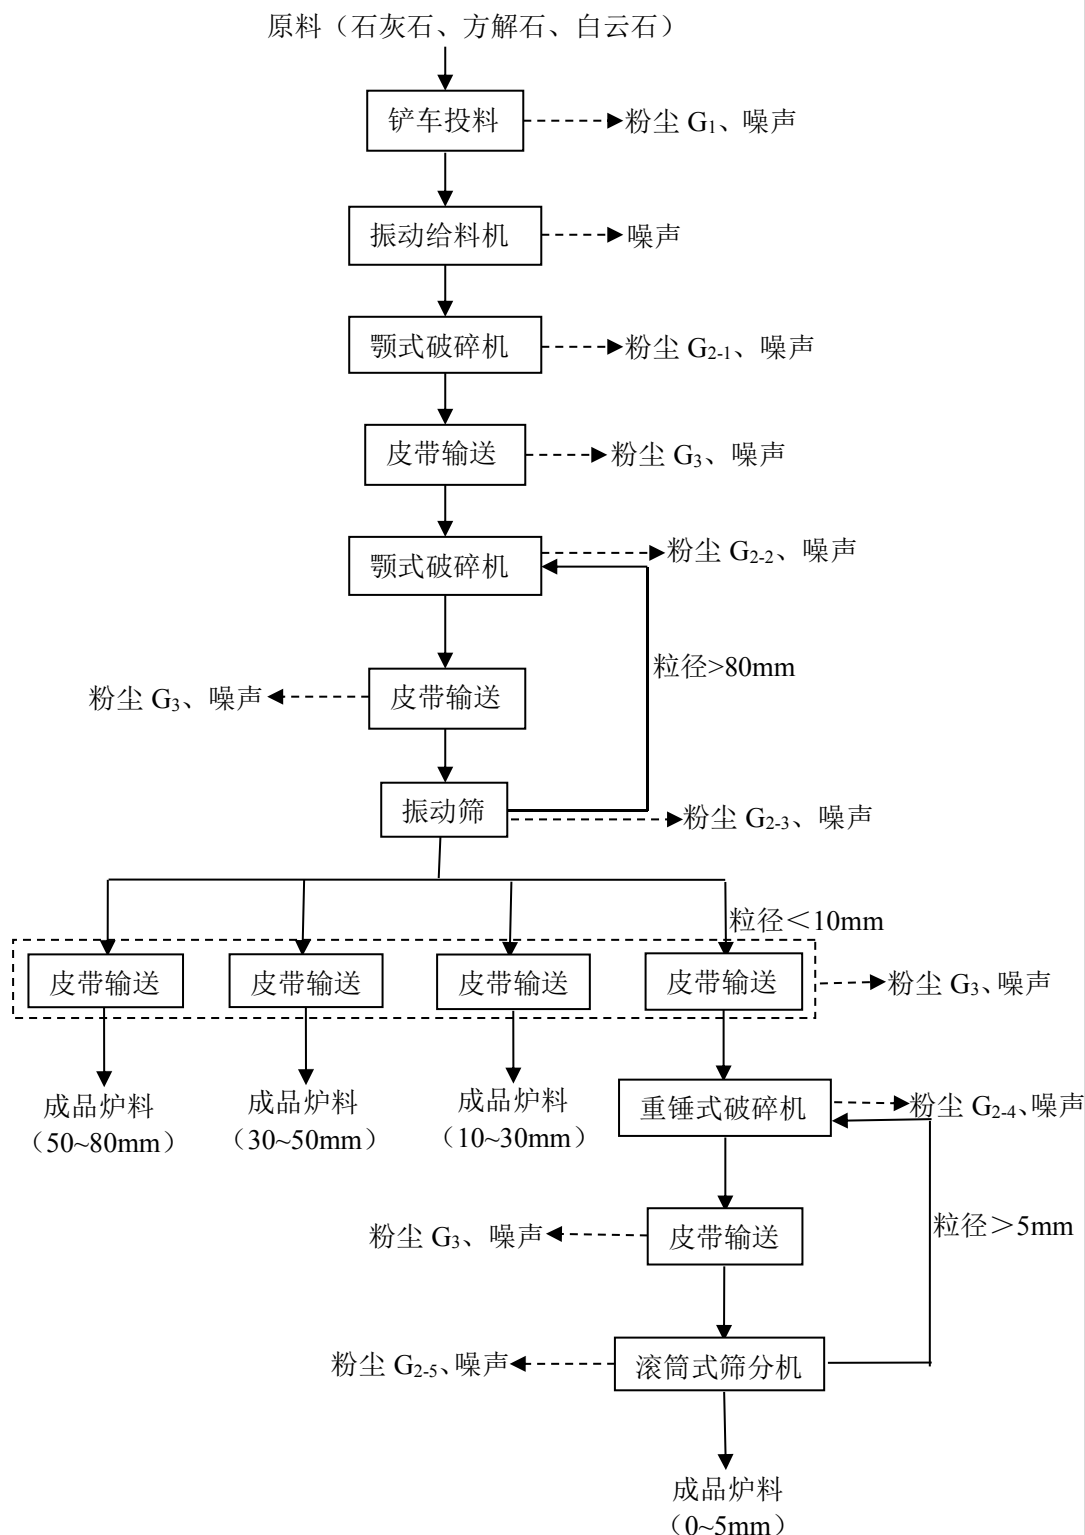 原料（石灰石、方解石、白云石）
铲车投料
粉尘 G₁、噪声
振动给料机
噪声
颚式破碎机
粉尘 G₂₋₁、噪声
皮带输送
粉尘 G₃、噪声
颚式破碎机
粉尘 G₂₋₂、噪声
粒径>80mm
粉尘 G₃、噪声
皮带输送
振动筛
粉尘 G₂₋₃、噪声
粒径＜10mm
皮带输送
皮带输送
皮带输送
皮带输送
粉尘 G₃、噪声
成品炉料
（50~80mm）
成品炉料
（30~50mm）
成品炉料
（10~30mm）
重锤式破碎机
粉尘 G₂₋₄、噪声
粒径＞5mm
粉尘 G₃、噪声
皮带输送
粉尘 G₂₋₅、噪声
滚筒式筛分机
成品炉料
（0~5mm）